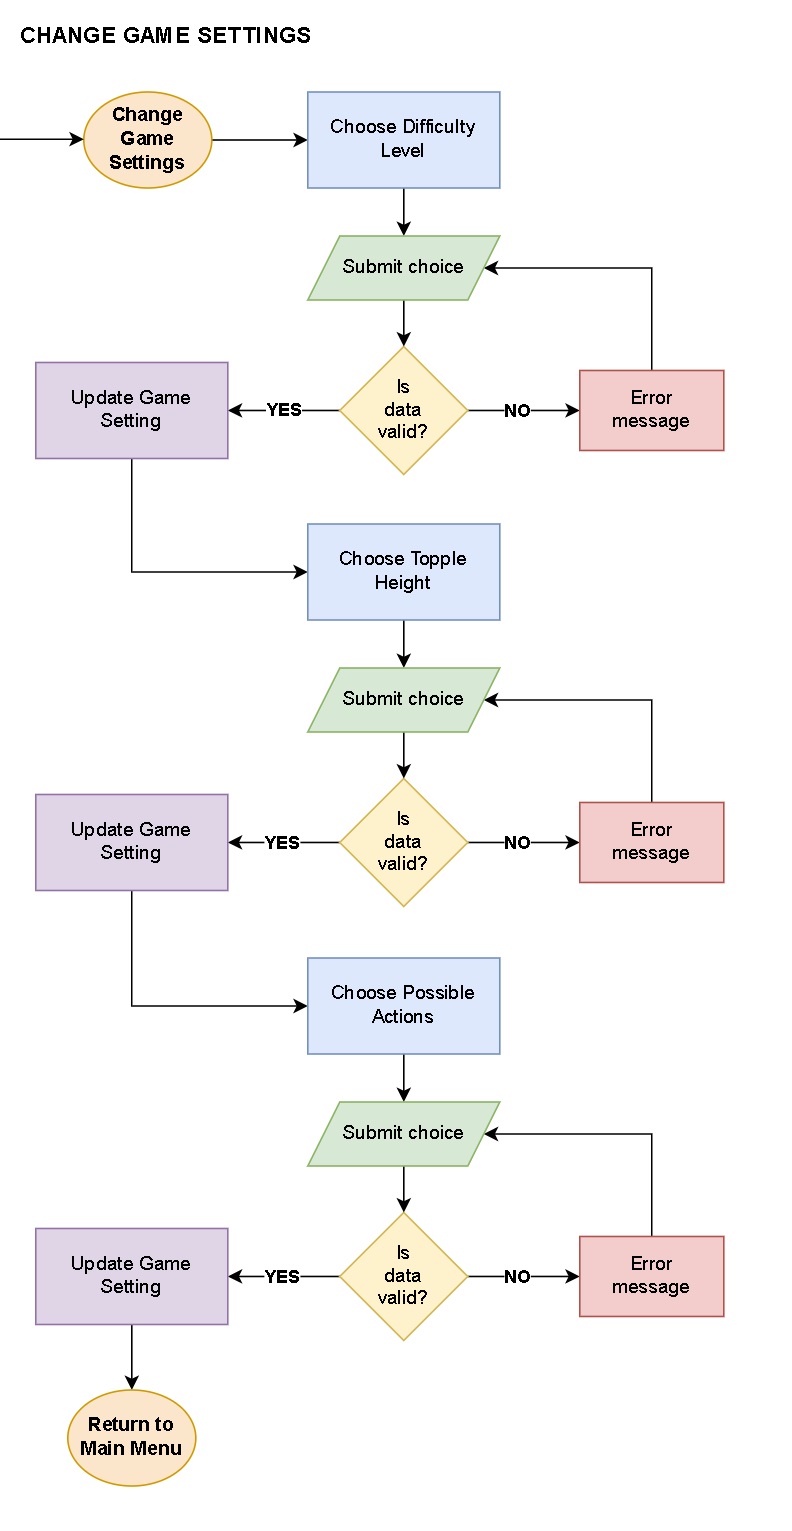 CHANGE GAME SETTINGS
Change
Game
Settings
Choose Difficulty
Level
Submit choice
Is
data
valid?
YES
NO
Update Game
Setting
Error
message
Choose Topple
Height
Submit choice
Is
data
valid?
YES
NO
Update Game
Setting
Error
message
Choose Possible
Actions
Submit choice
Is
data
valid?
YES
NO
Update Game
Setting
Error
message
Return to
Main Menu